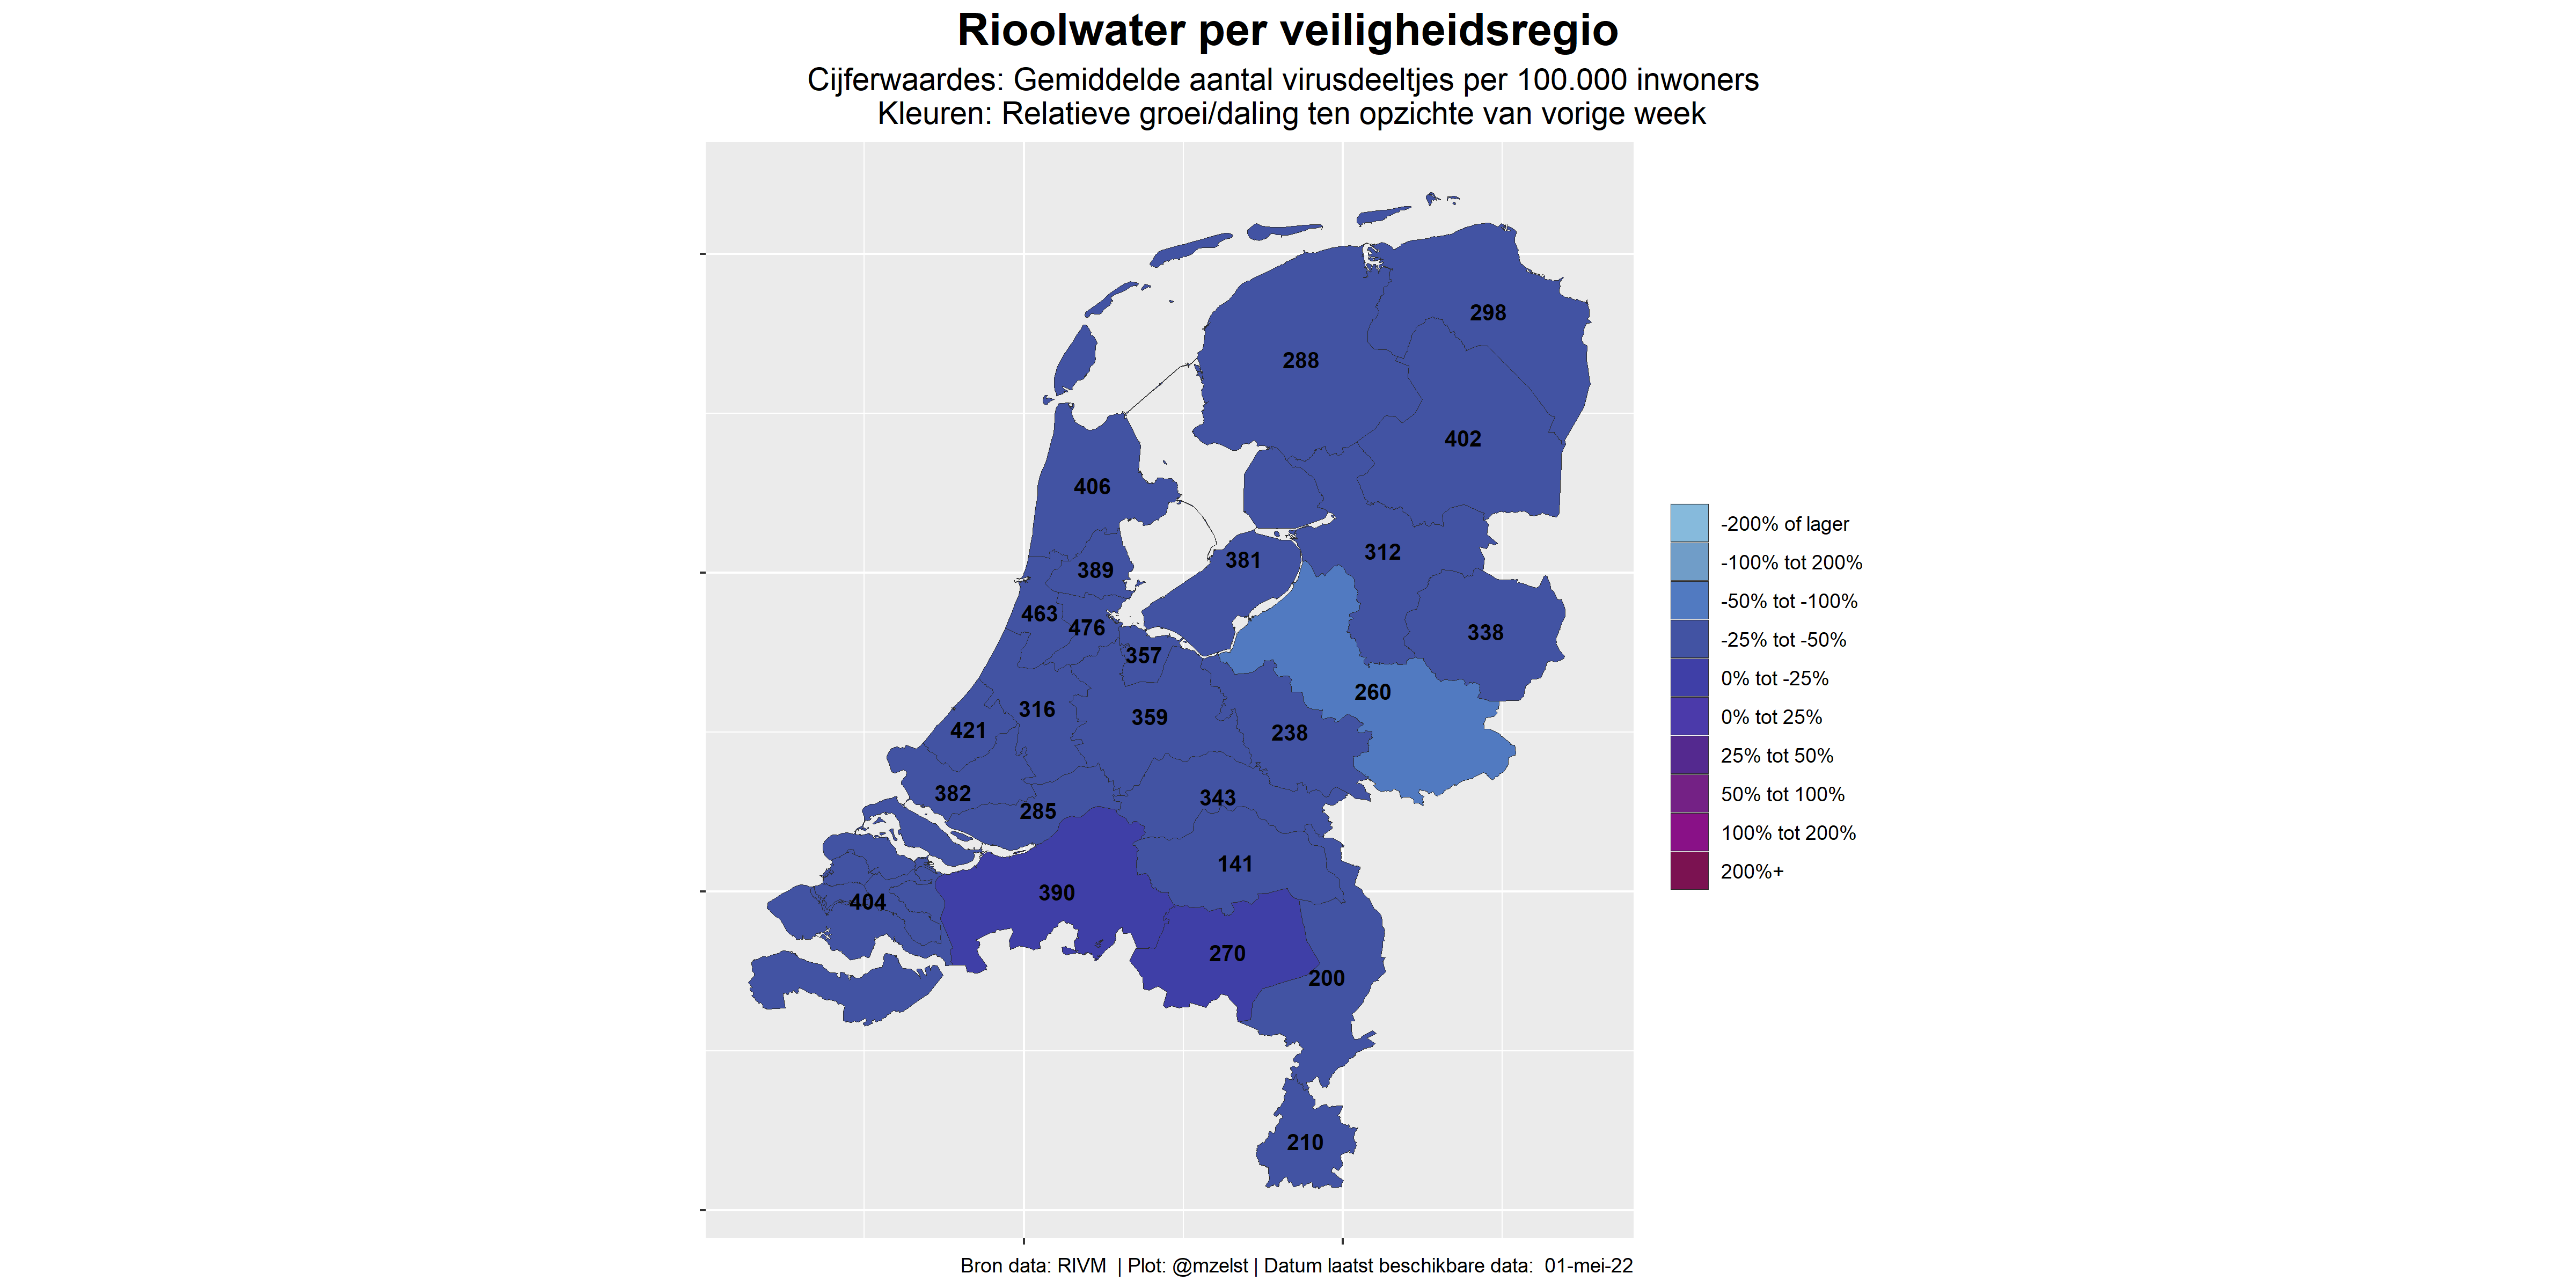 Rioolwater per veiligheidsregio
Cijferwaardes: Gemiddelde aantal virusdeeltjes per 100.000 inwoners
Kleuren: Relatieve groei/daling ten opzichte van vorige week
298
288
402
406
312
381
389
463
476
338
357
260
316
359
421
238
382
343
285
141
390
404
270
200
210
-200% of lager
-100% tot 200%
-50% tot -100%
-25% tot -50%
0% tot -25%
0% tot 25%
25% tot 50%
50% tot 100%
100% tot 200%
200%+
Bron data: RIVM | Plot: @mzelst | Datum laatst beschikbare data: 01-mei-22